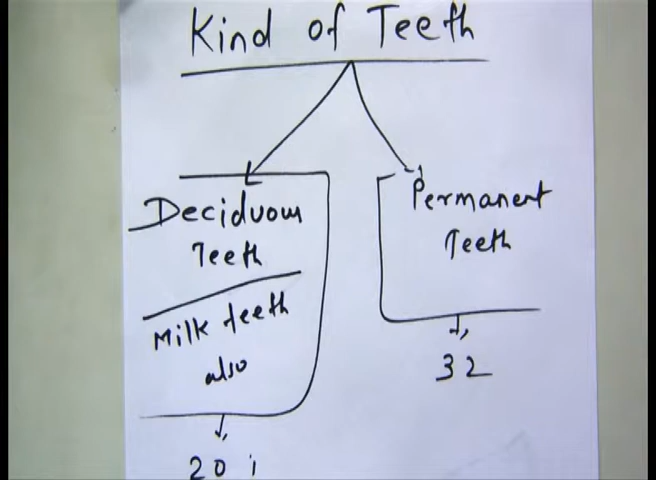 Kind of Teeth
Deciduous
Teeth
Milk teeth
also
20 i
Permanent
Teeth
32